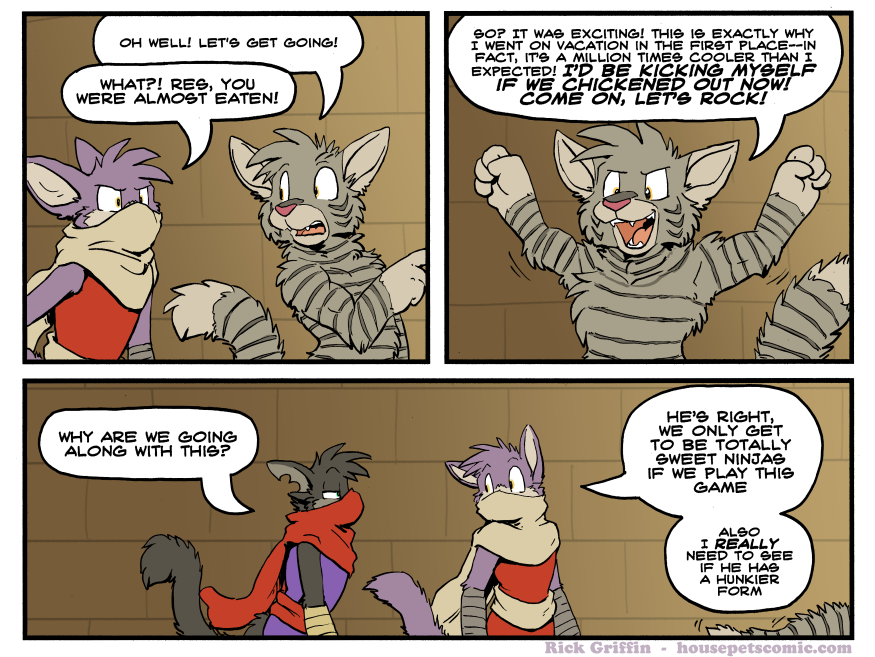 OH WELL! LET'S GET GOING!
WHAT?! RES, YOU
WERE ALMOST EATEN!
SO? IT WAS EXCITING! THIS IS EXACTLY WHY
I WENT ON VACATION IN THE FIRST PLACE--IN
FACT, IT'S A MILLION TIMES COOLER THAN I
EXPECTED! I'D BE KICKING MYSELF
IF WE CHICKENED OUT NOW!
COME ON, LET'S ROCK!
WHY ARE WE GOING
ALONG WITH THIS?
HE'S RIGHT,
WE ONLY GET
TO BE TOTALLY
SWEET NINJAS
IF WE PLAY THIS
GAME
ALSO
I REALLY
NEED TO SEE
IF HE HAS
A HUNKIER
FORM
Rick Griffin - housepetscomic.com